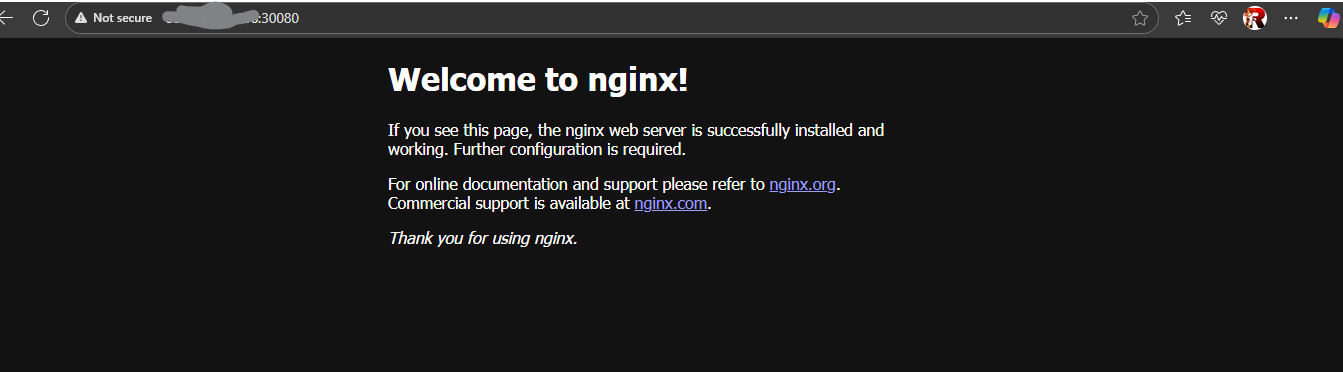 Not secure
:30080
Welcome to nginx!
If you see this page, the nginx web server is successfully installed and
working. Further configuration is required.
For online documentation and support please refer to nginx.org.
Commercial support is available at nginx.com.
Thank you for using nginx.